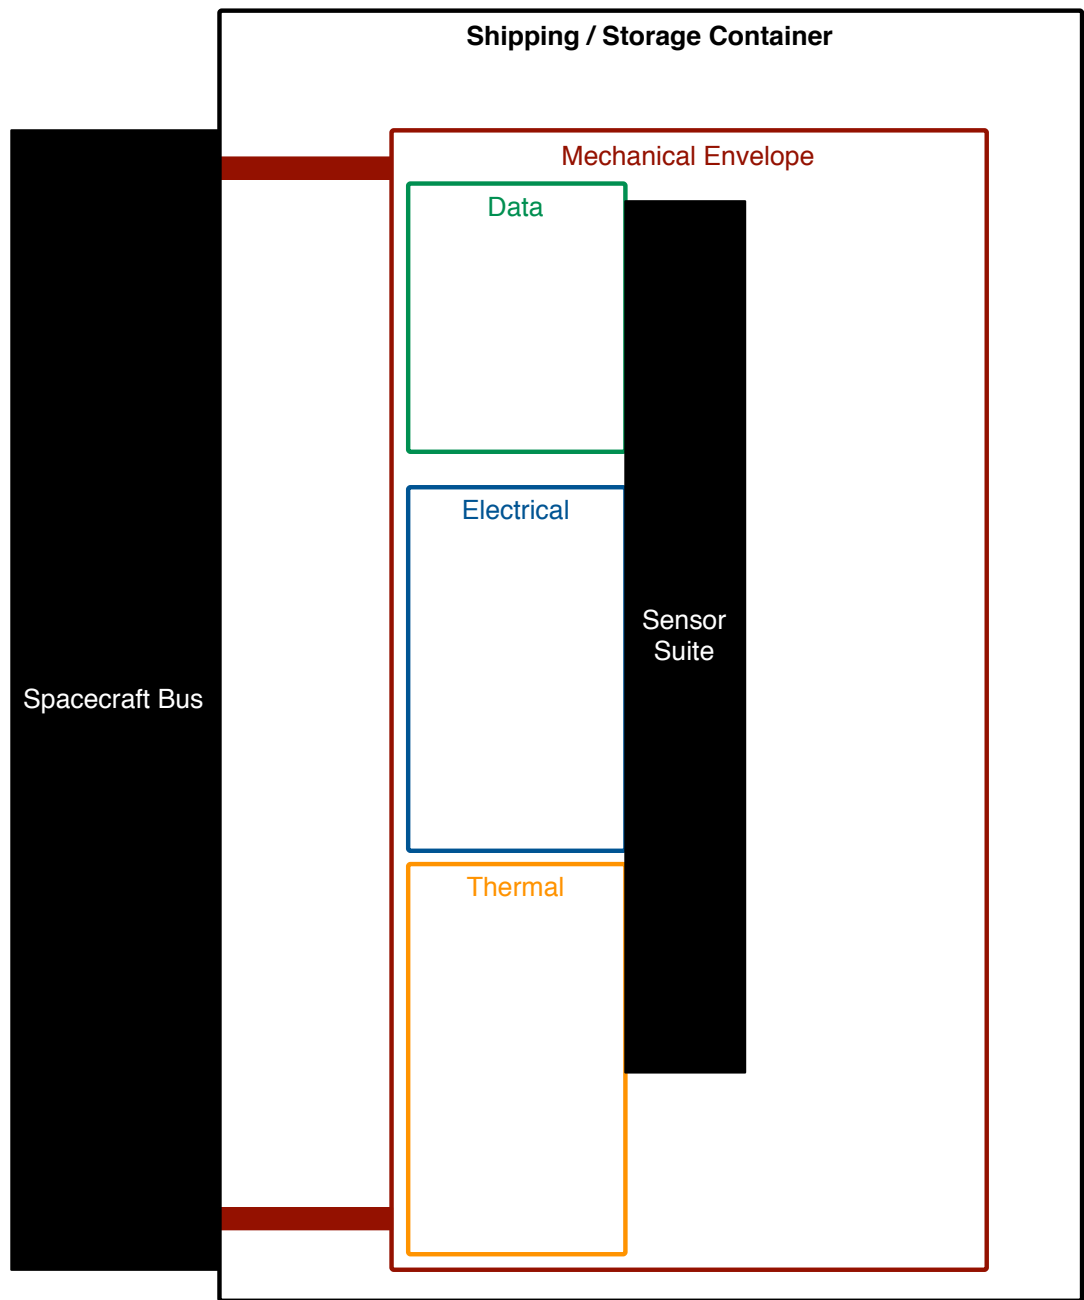 Shipping / Storage Container
Mechanical Envelope
Data
Electrical
Sensor
Suite
Spacecraft Bus
Thermal